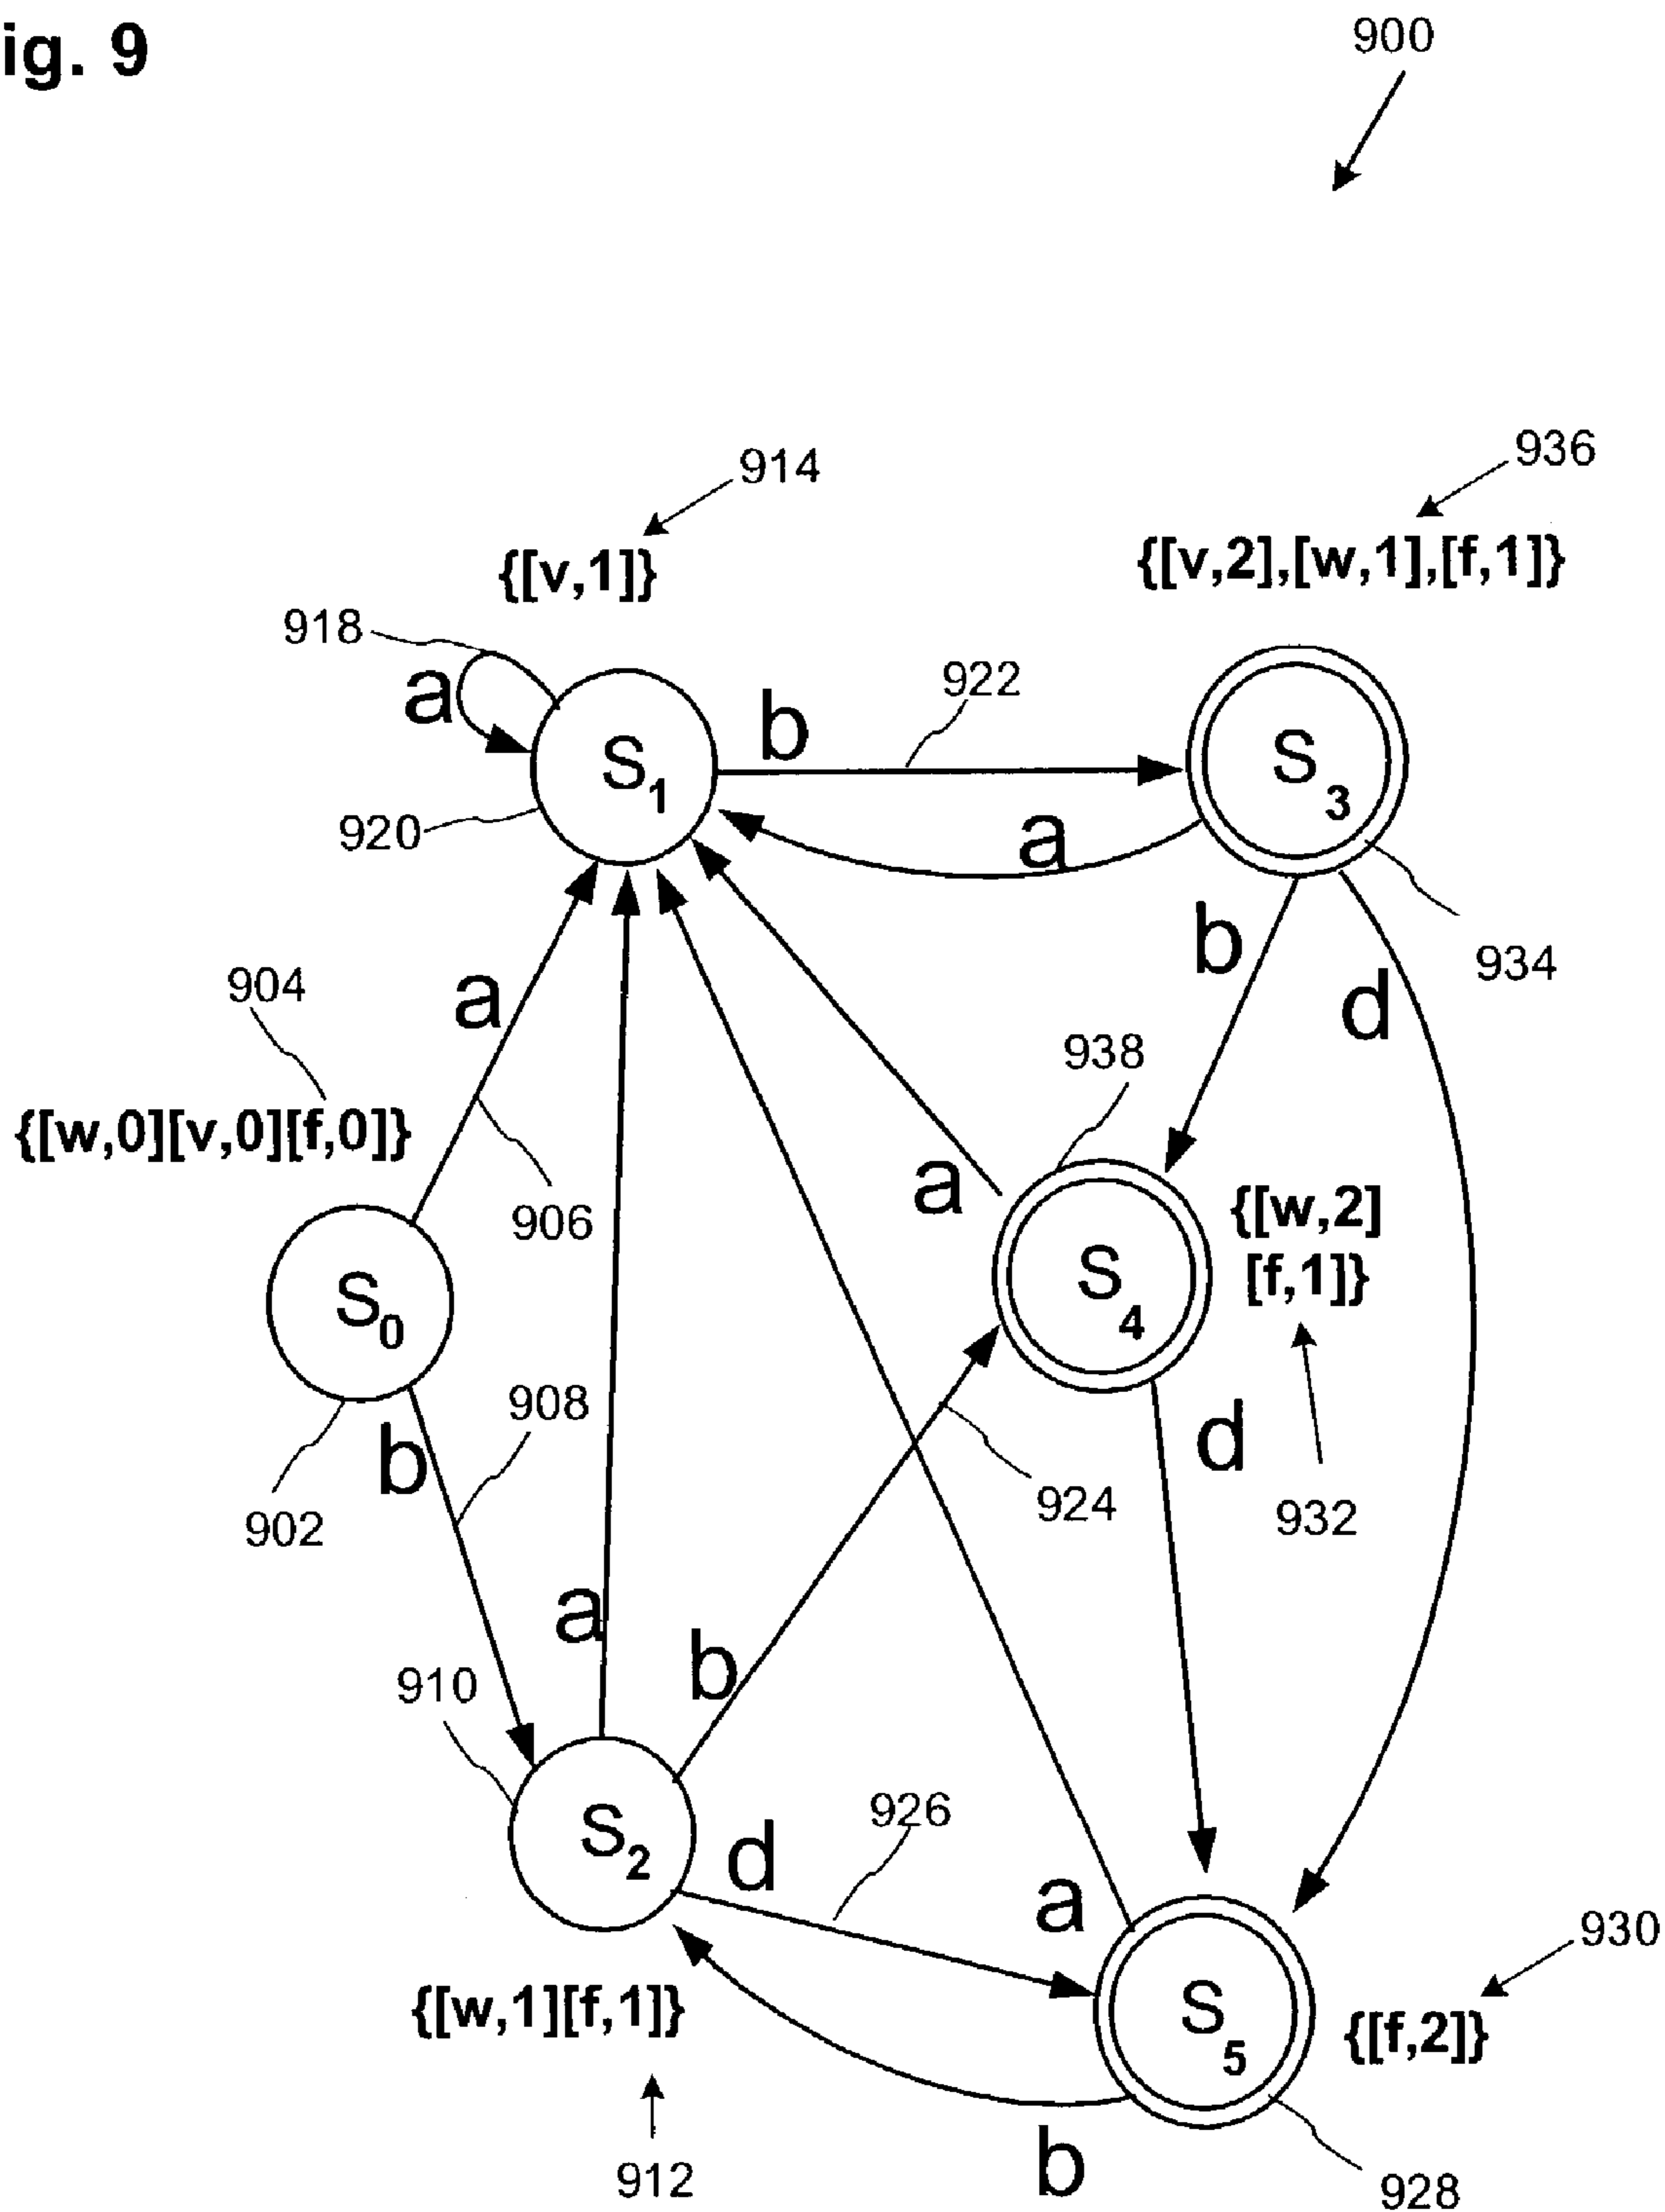 ig. 9
900
914
936
{[v,1]}
{[v,2],[w,1],[f,1]}
918
a
922
b
S1
S3
920
a
904
a
b
d
934
938
{[w,0][v,0][f,0]}
906
a
{[w,2]
[f,1]}
S0
S4
908
b
d
902
924
932
a
b
910
926
S2
d
a
930
{[w,1][f,1]}
S5
{[f,2]}
912
b
928